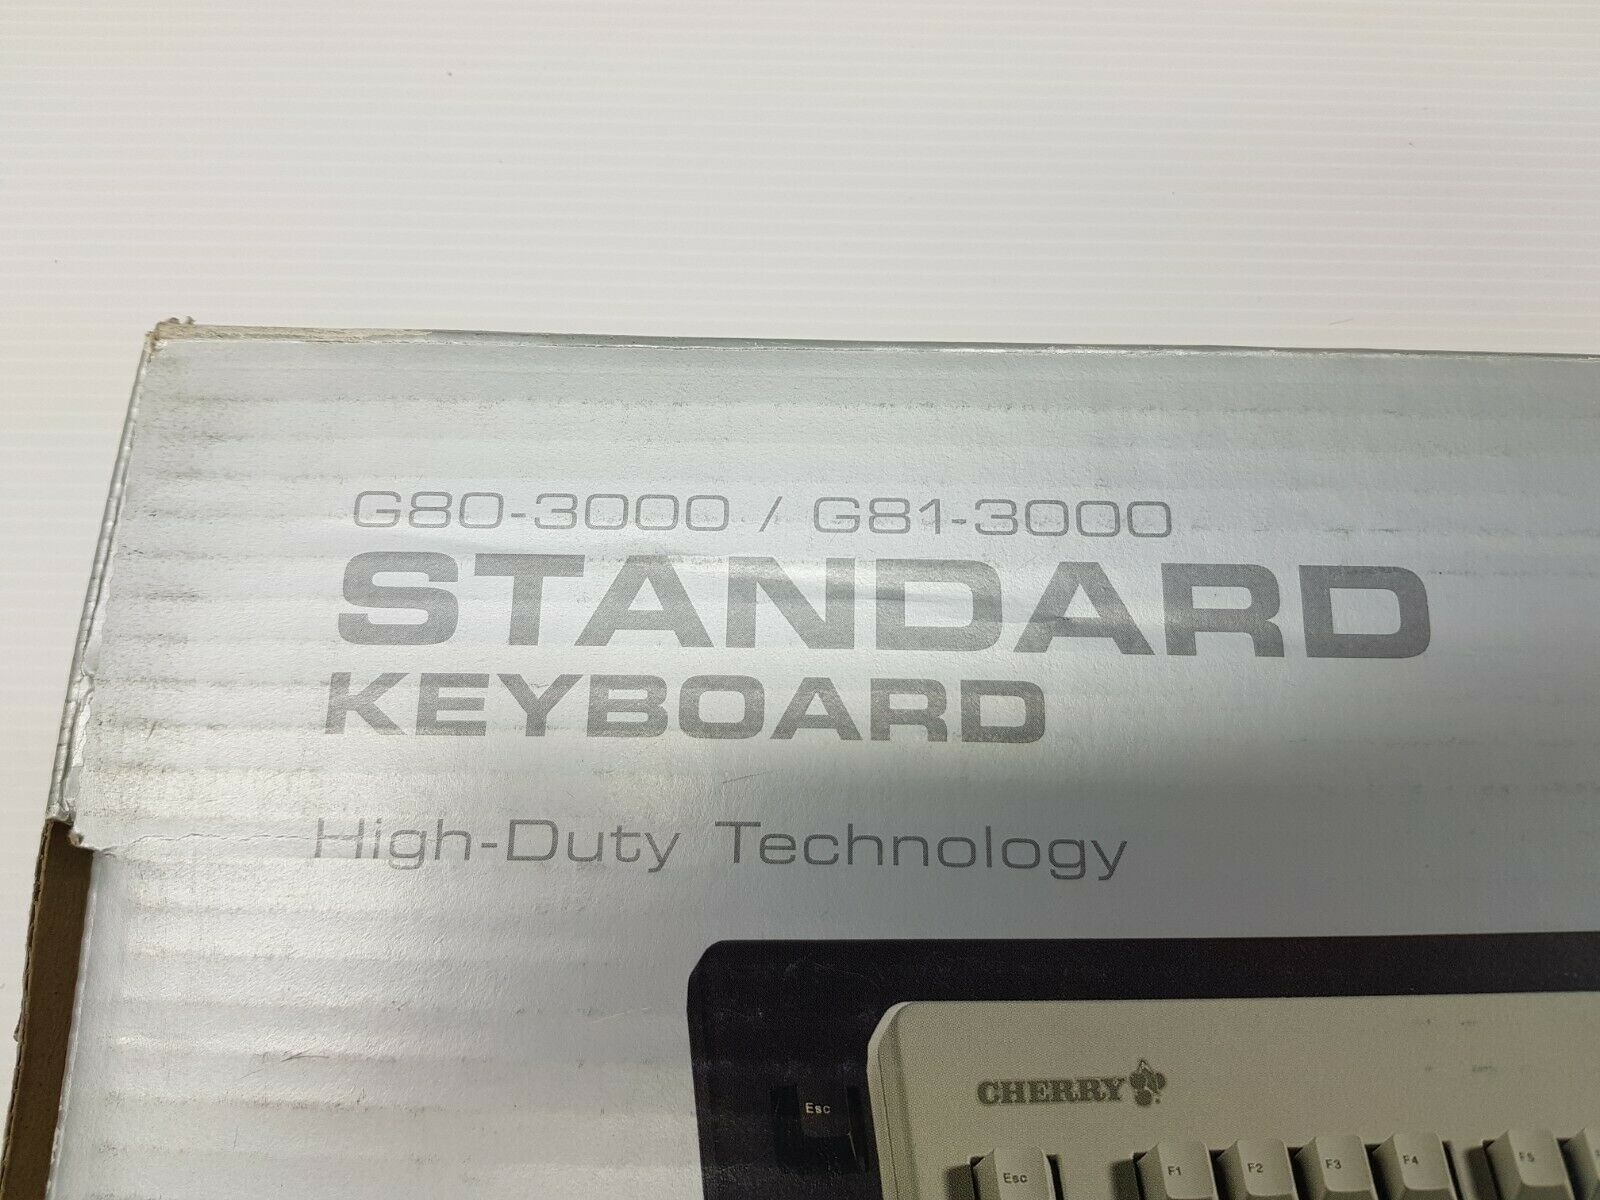 G80-3000 / G81-3000
STANDARD
KEYBOARD
High-Duty Technology
CHERRY
Esc
Esc F1 F2 F3 F4 F5